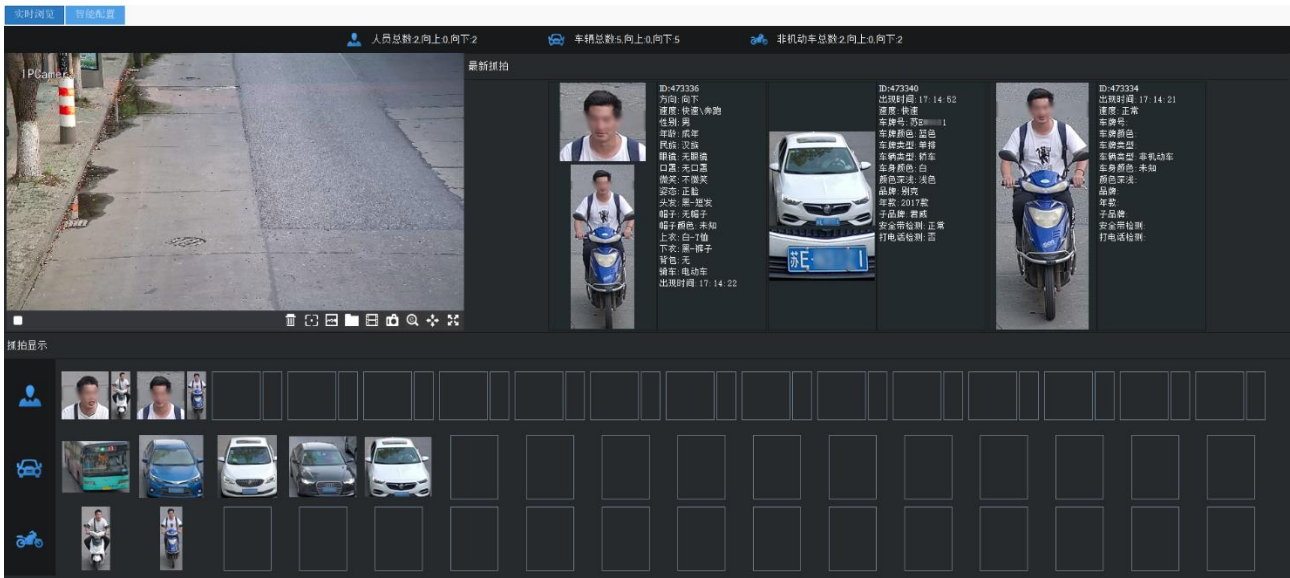 实时浏览
智能配置
人员总数:2,向上:0,向下:2
车辆总数:5,向上:0,向下:5
非机动车总数:2,向上:0,向下:2
IPCamera
最新抓拍
ID:473336
方向:向下
速度:快速\奔跑
性别:男
年龄:成年
民族:汉族
眼镜:无眼镜
口罩:无口罩
微笑:不微笑
姿态:正脸
头发:黑-短发
帽子:无帽子
帽子颜色:未知
上衣:白-T恤
下衣:黑-裤子
背包:无
骑车:电动车
出现时间:17:14:22
ID:473340
出现时间:17:14:52
速度:快速
车牌号:苏E 1
车牌颜色:蓝色
车牌类型:单排
车辆类型:轿车
车身颜色:白
颜色深浅:浅色
品牌:别克
年款:2017款
子品牌:君威
安全带检测:正常
打电话检测:否
苏E· 1
ID:473334
出现时间:17:14:21
速度:正常
车牌号:
车牌颜色:
车牌类型:
车辆类型:非机动车
车身颜色:未知
颜色深浅:
品牌:
年款:
子品牌:
安全带检测:
打电话检测:
抓拍显示